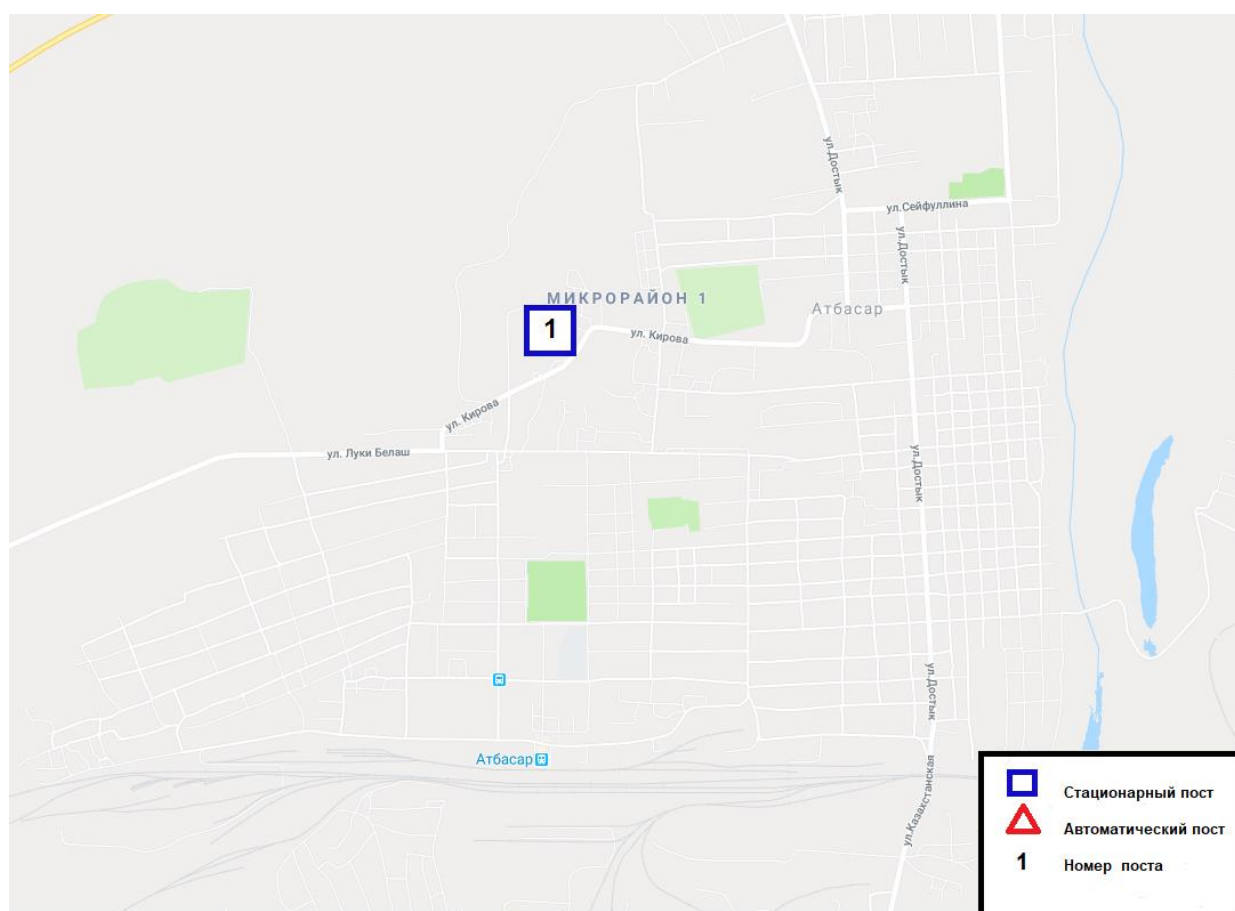 ул.Достык
ул.Сейфуллина
ул.Достык
МИКРОРАЙОН 1
Атбасар
1
ул. Кирова
ул. Кирова
ул. Луки Белаш
ул.Достык
ул.Достык
Атбасар
ул.Казахстанская
Стационарный пост
Автоматический пост
1 Номер поста